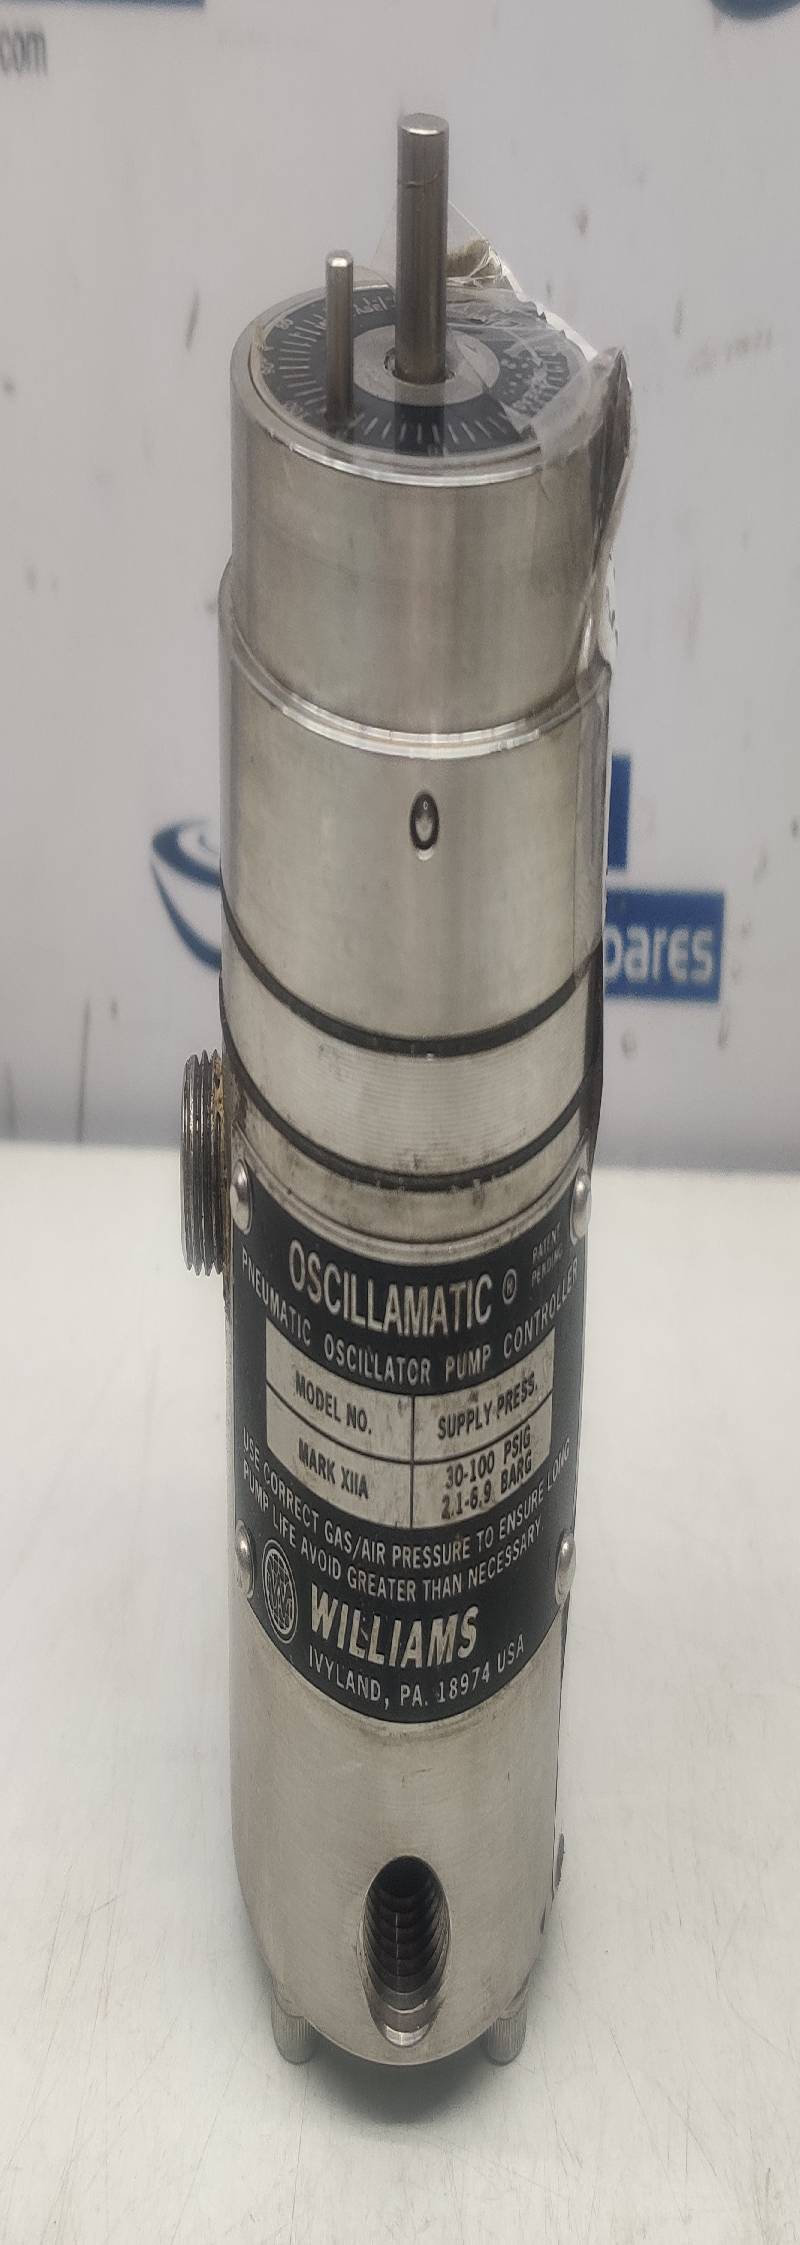 .com
pares
OSCILLAMATIC ®
PATENT
PENDING
PNEUMATIC OSCILLATOR PUMP CONTROLLER
MODEL NO. SUPPLY PRESS.
MARK XIIA 30-100 PSIG
2.1-6.9 BARG
USE CORRECT GAS/AIR PRESSURE TO ENSURE LONG
PUMP LIFE AVOID GREATER THAN NECESSARY.
WILLIAMS
IVYLAND, PA. 18974 USA